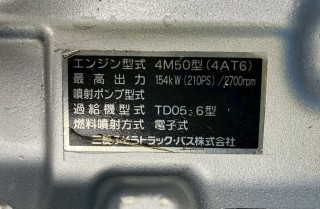 エンジン型式 4M50型(4AT6)
最高出力 154kW(210PS)/2700rpm
噴射ポンプ型式
過給機型式 TD05-6型
燃料噴射方式 電子式
三菱ふそうトラック・バス株式会社